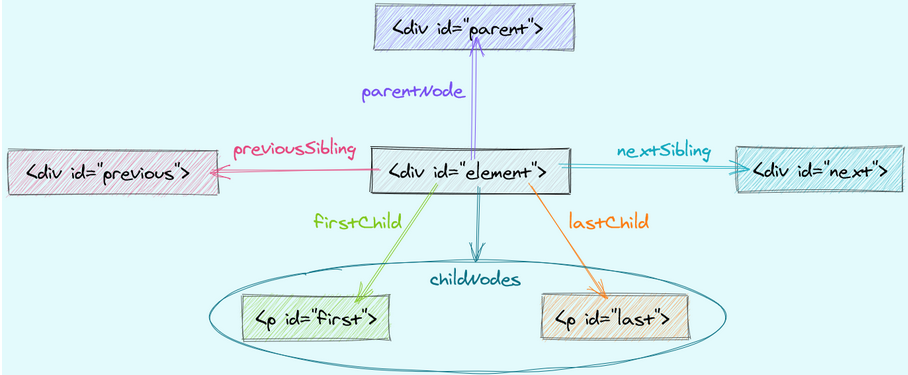 <div id="parent">
parentNode
previousSibling
nextSibling
<div id="previous">
<div id="element">
<div id="next">
firstChild
lastChild
childNodes
<p id="first">
<p id="last">